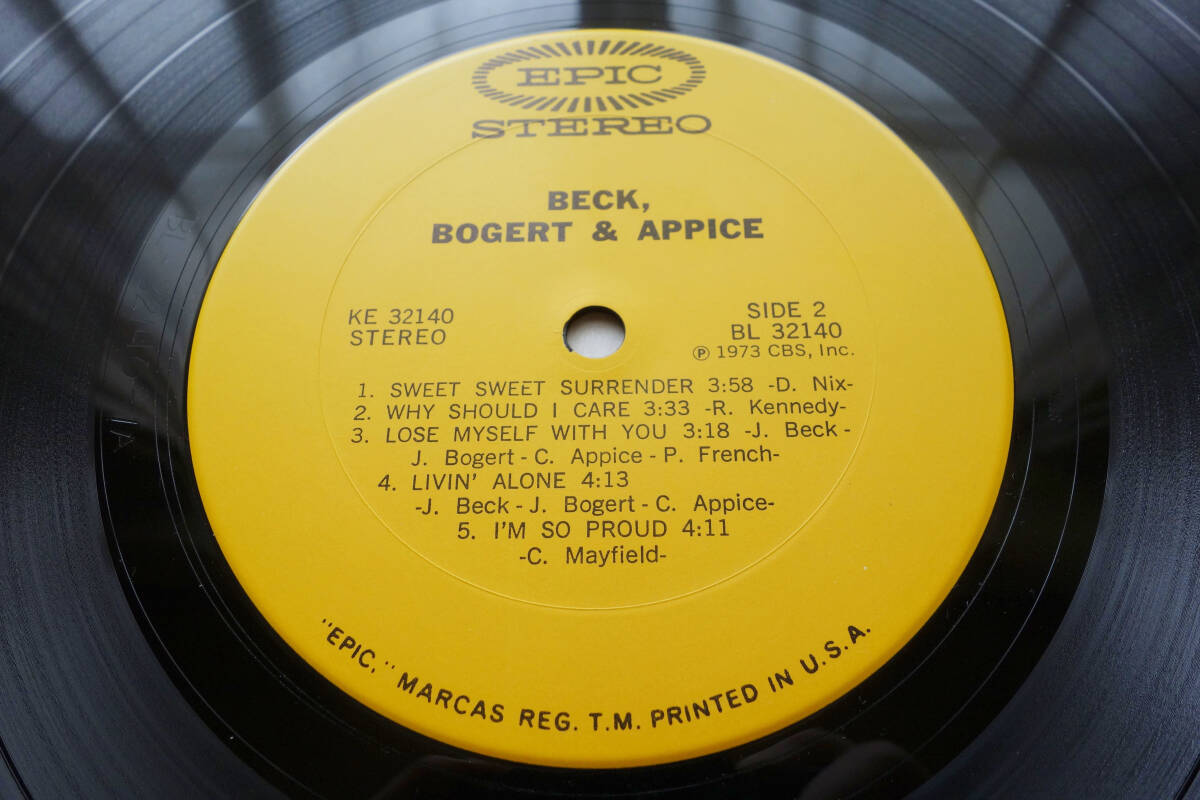 EPIC
STEREO
BECK,
BOGERT & APPICE
KE 32140
STEREO
SIDE 2
BL 32140
Ⓟ 1973 CBS, Inc.
1. SWEET SWEET SURRENDER 3:58 -D. Nix-
2. WHY SHOULD I CARE 3:33 -R. Kennedy-
3. LOSE MYSELF WITH YOU 3:18 -J. Beck-
J. Bogert - C. Appice - P. French-
4. LIVIN' ALONE 4:13
-J. Beck - J. Bogert - C. Appice-
5. I'M SO PROUD 4:11
-C. Mayfield-
"EPIC," MARCAS REG. T.M. PRINTED IN U.S.A.